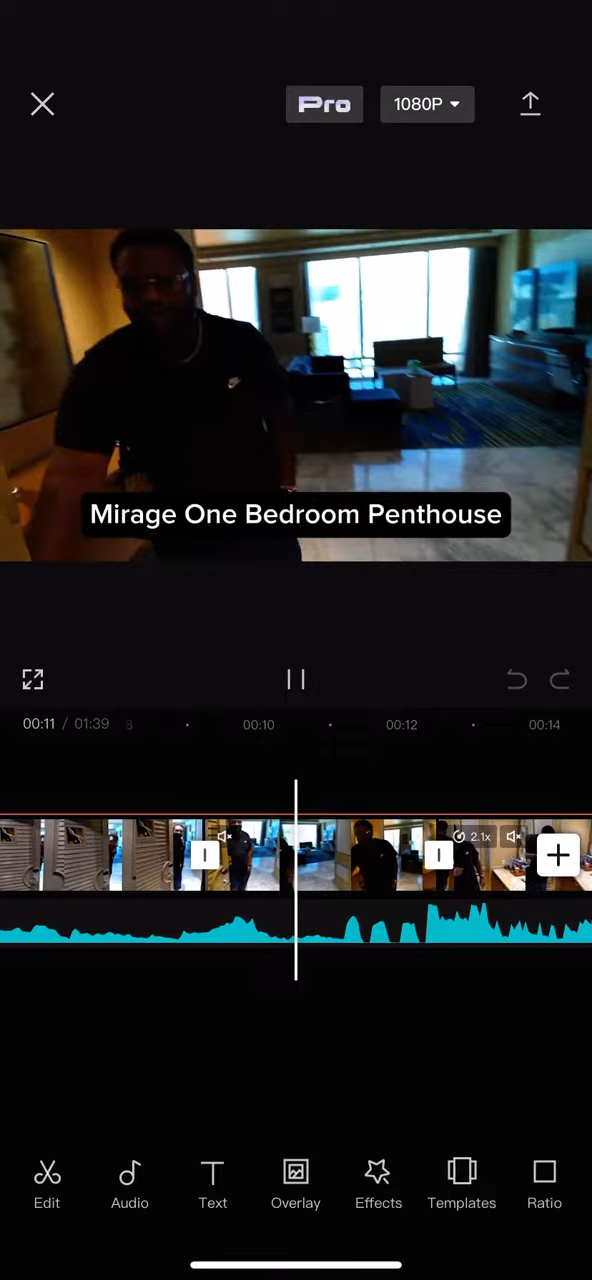 Pro
1080P
Mirage One Bedroom Penthouse
00:11 / 01:39
00:10
00:12
00:14
2.1x
Edit
Audio
Text
Overlay
Effects
Templates
Ratio